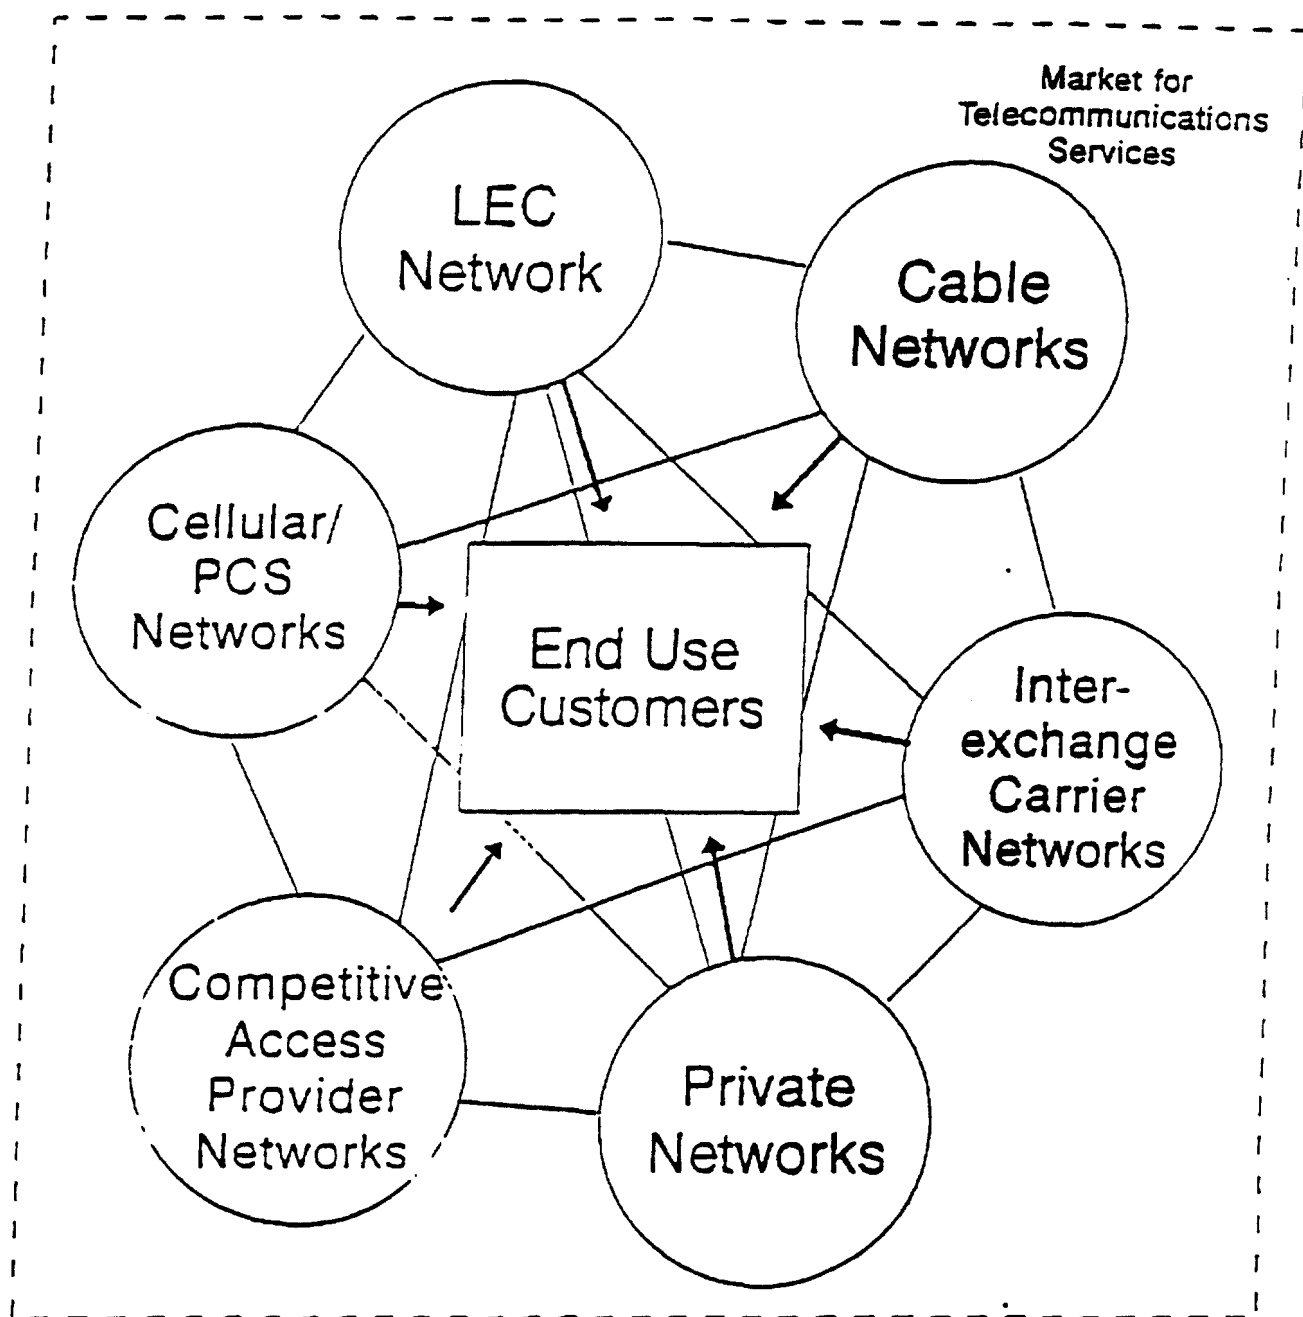 Market for
Telecommunications
Services
LEC
Network
Cable
Networks
Cellular/
PCS
Networks
End Use
Customers
Inter-
exchange
Carrier
Networks
Competitive
Access
Provider
Networks
Private
Networks